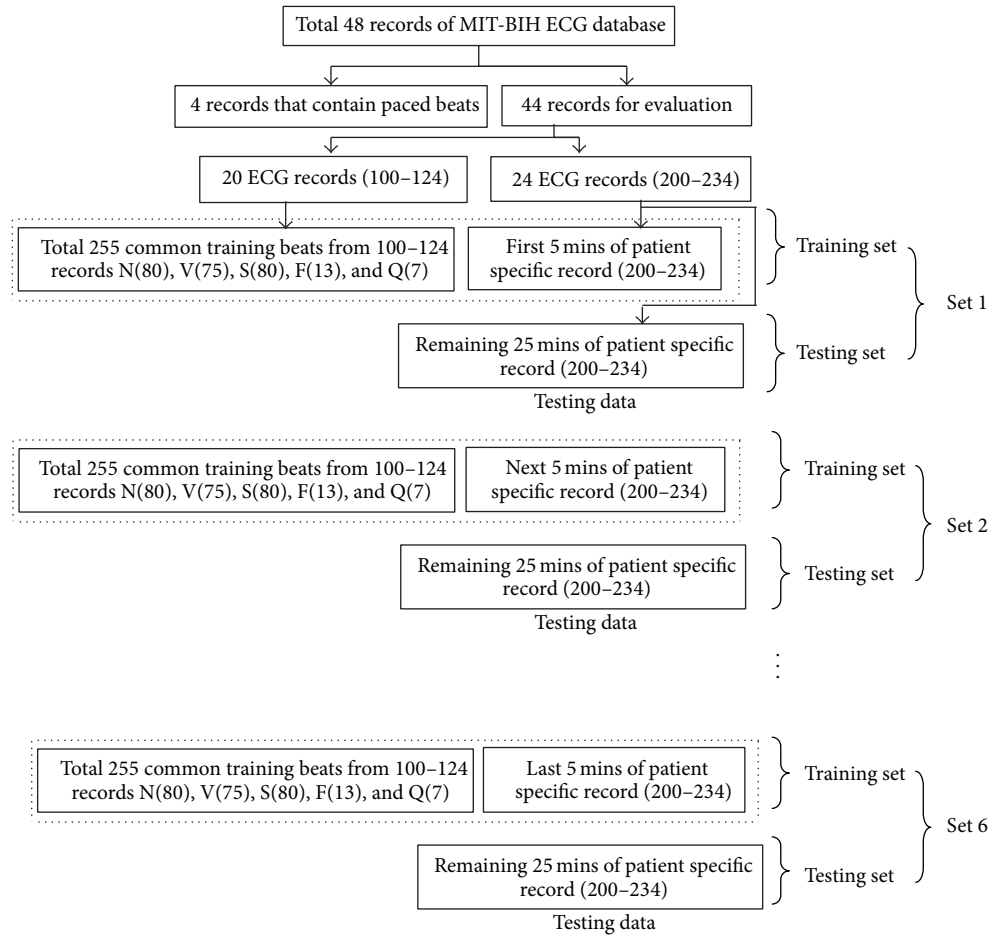 Total 48 records of MIT-BIH ECG database
4 records that contain paced beats
44 records for evaluation
20 ECG records (100–124)
24 ECG records (200–234)
Total 255 common training beats from 100–124
records N(80), V(75), S(80), F(13), and Q(7)
First 5 mins of patient
specific record (200–234)
Training set
Set 1
Remaining 25 mins of patient specific
record (200–234)
Testing set
Testing data
Total 255 common training beats from 100–124
records N(80), V(75), S(80), F(13), and Q(7)
Next 5 mins of patient
specific record (200–234)
Training set
Set 2
Remaining 25 mins of patient specific
record (200–234)
Testing set
Testing data
Total 255 common training beats from 100–124
records N(80), V(75), S(80), F(13), and Q(7)
Last 5 mins of patient
specific record (200–234)
Training set
Set 6
Remaining 25 mins of patient specific
record (200–234)
Testing set
Testing data